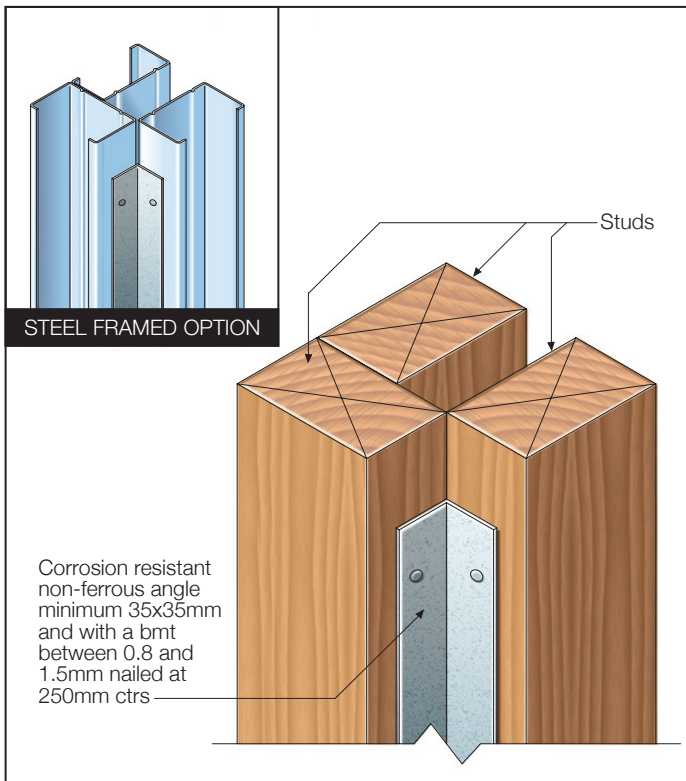 STEEL FRAMED OPTION
Studs
Corrosion resistant
non-ferrous angle
minimum 35x35mm
and with a bmt
between 0.8 and
1.5mm nailed at
250mm ctrs